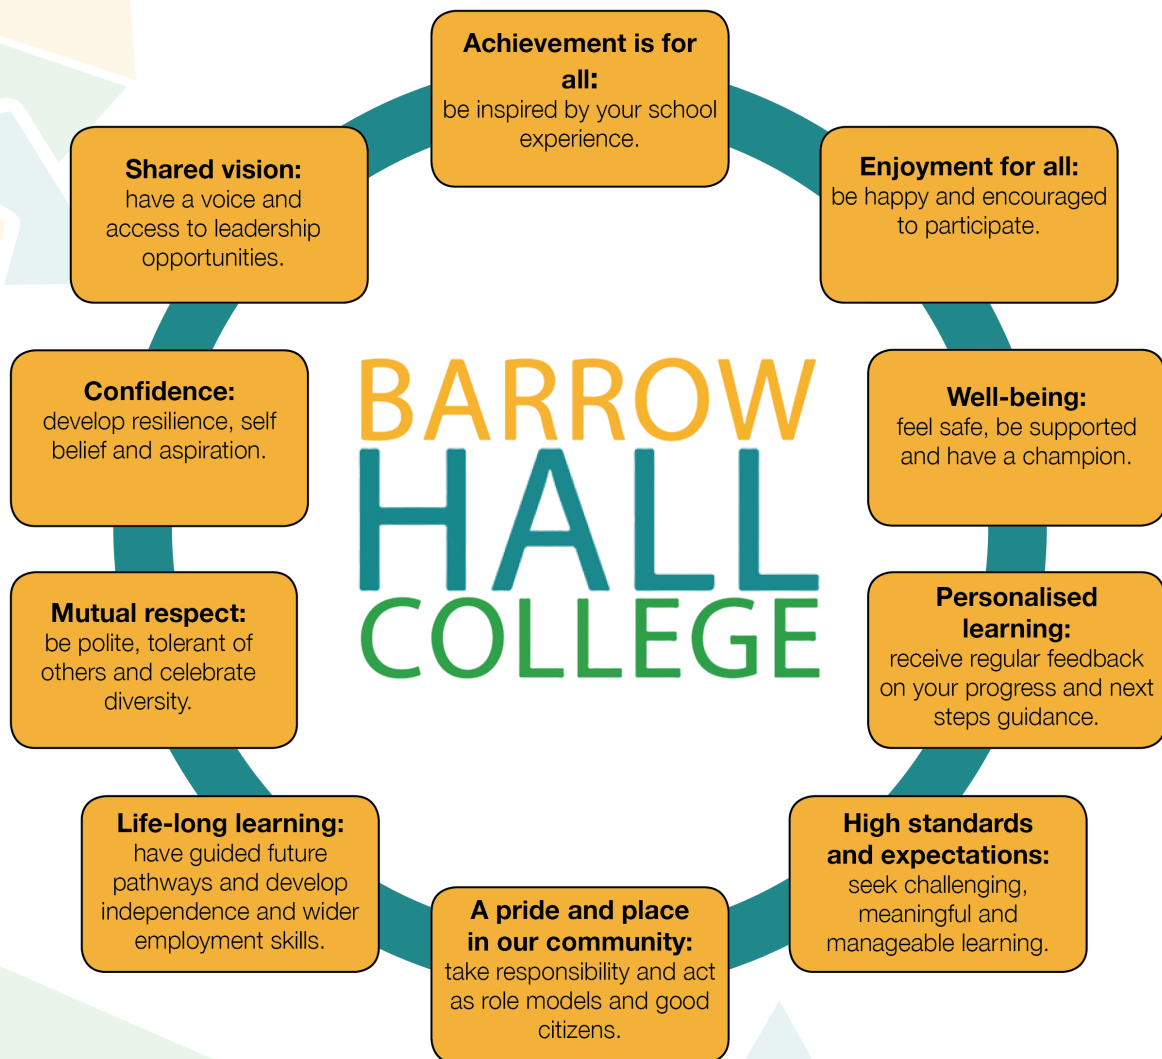 Achievement is for
all:
be inspired by your school
experience.
Enjoyment for all:
be happy and encouraged
to participate.
Well-being:
feel safe, be supported
and have a champion.
Personalised
learning:
receive regular feedback
on your progress and next
steps guidance.
High standards
and expectations:
seek challenging,
meaningful and
manageable learning.
A pride and place
in our community:
take responsibility and act
as role models and good
citizens.
Life-long learning:
have guided future
pathways and develop
independence and wider
employment skills.
Mutual respect:
be polite, tolerant of
others and celebrate
diversity.
Confidence:
develop resilience, self
belief and aspiration.
Shared vision:
have a voice and
access to leadership
opportunities.
BARROW
HALL
COLLEGE